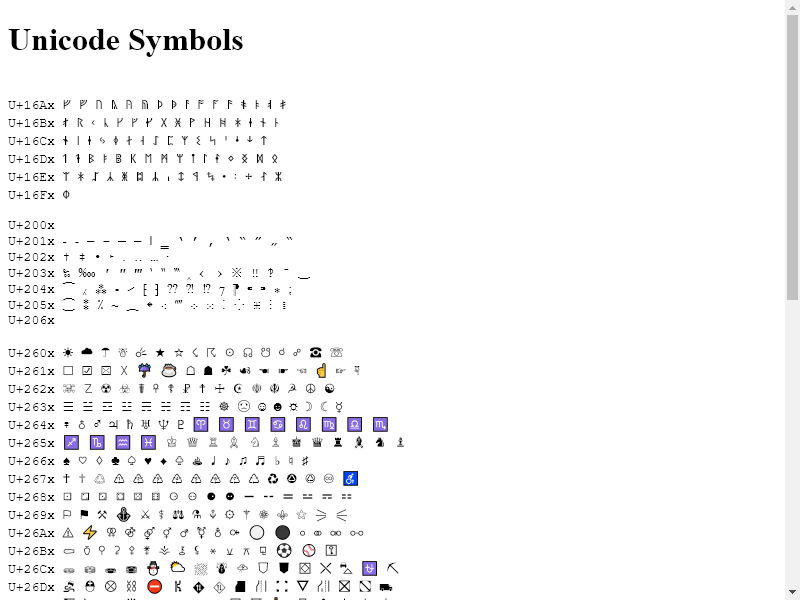 Unicode Symbols
U+16Ax ᚠ ᚡ ᚢ ᚣ ᚤ ᚥ ᚦ ᚧ ᚨ ᚩ ᚪ ᚫ ᚬ ᚭ ᚮ ᚯ
U+16Bx ᚰ ᚱ ᚲ ᚳ ᚴ ᚵ ᚶ ᚷ ᚸ ᚹ ᚺ ᚻ ᚼ ᚽ ᚾ ᚿ
U+16Cx ᛀ ᛁ ᛂ ᛃ ᛄ ᛅ ᛆ ᛇ ᛈ ᛉ ᛊ ᛋ ᛌ ᛍ ᛎ ᛏ
U+16Dx ᛐ ᛑ ᛒ ᛓ ᛔ ᛕ ᛖ ᛗ ᛘ ᛙ ᛚ ᛛ ᛜ ᛝ ᛞ ᛟ
U+16Ex ᛠ ᛡ ᛢ ᛣ ᛤ ᛥ ᛦ ᛧ ᛨ ᛩ ᛪ ᛫ ᛬ ᛭ ᛮ ᛯ
U+16Fx ᛰ
U+200x
U+201x ‐ ‑ ‒ – — ― ‖ ‗ ‘ ’ ‚ ‛ “ ” „ ‟
U+202x † ‡ • ‣ ․ ‥ … ‧
U+203x ‰ ‱ ′ ″ ‴ ‵ ‶ ‷ ‸ ‹ › ※ ‼ ‽ ‾ ‿
U+204x ⁀ ⁁ ⁂ ⁃ ⁄ ⁅ ⁆ ⁇ ⁈ ⁉ ⁊ ⁋ ⁌ ⁍ ⁎ ⁏
U+205x ⁐ ⁑ ⁒ ⁓ ⁔ ⁕ ⁖ ⁗ ⁘ ⁙ ⁚ ⁛ ⁜ ⁝ ⁞
U+206x
U+260x ☀ ☁ ☂ ☃ ☄ ★ ☆ ☇ ☈ ☉ ☊ ☋ ☌ ☍ ☎ ☏
U+261x ☐ ☑ ☒ ☓ ☔ ☕ ☖ ☗ ☘ ☙ ☚ ☛ ☜ ☝ ☞ ☟
U+262x ☠ ☡ ☢ ☣ ☤ ☥ ☦ ☧ ☨ ☩ ☪ ☫ ☬ ☭ ☮ ☯
U+263x ☰ ☱ ☲ ☳ ☴ ☵ ☶ ☷ ☸ ☹ ☺ ☻ ☼ ☽ ☾ ☿
U+264x ♀ ♁ ♂ ♃ ♄ ♅ ♆ ♇ ♈ ♉ ♊ ♋ ♌ ♍ ♎ ♏
U+265x ♐ ♑ ♒ ♓ ♔ ♕ ♖ ♗ ♘ ♙ ♚ ♛ ♜ ♝ ♞ ♟
U+266x ♠ ♡ ♢ ♣ ♤ ♥ ♦ ♧ ♨ ♩ ♪ ♫ ♬ ♭ ♮ ♯
U+267x ♰ ♱ ♲ ♳ ♴ ♵ ♶ ♷ ♸ ♹ ♺ ♻ ♼ ♽ ♾ ♿
U+268x ⚀ ⚁ ⚂ ⚃ ⚄ ⚅ ⚆ ⚇ ⚈ ⚉ ⚊ ⚋ ⚌ ⚍ ⚎ ⚏
U+269x ⚐ ⚑ ⚒ ⚓ ⚔ ⚕ ⚖ ⚗ ⚘ ⚙ ⚚ ⚛ ⚜ ⚝ ⚞ ⚟
U+26Ax ⚠ ⚡ ⚢ ⚣ ⚤ ⚥ ⚦ ⚧ ⚨ ⚩ ⚪ ⚫ ⚬ ⚭ ⚮ ⚯
U+26Bx ⚰ ⚱ ⚲ ⚳ ⚴ ⚵ ⚶ ⚷ ⚸ ⚹ ⚺ ⚻ ⚼ ⚽ ⚾ ⚿
U+26Cx ⛀ ⛁ ⛂ ⛃ ⛄ ⛅ ⛆ ⛇ ⛈ ⛉ ⛊ ⛋ ⛌ ⛍ ⛎ ⛏
U+26Dx ⛐ ⛑ ⛒ ⛓ ⛔ ⛕ ⛖ ⛗ ⛘ ⛙ ⛚ ⛛ ⛜ ⛝ ⛞ ⛟